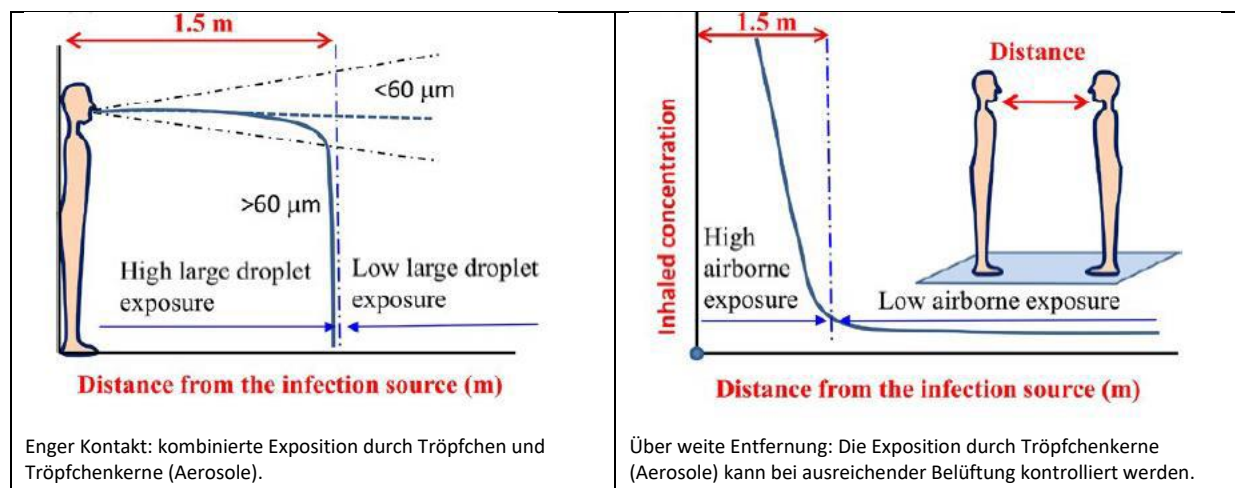 1.5 m
<60 μm
>60 μm
High large droplet
exposure
Low large droplet
exposure
Distance from the infection source (m)
Enger Kontakt: kombinierte Exposition durch Tröpfchen und
Tröpfchenkerne (Aerosole).
1.5 m
Distance
Inhaled concentration
High
airborne
exposure
Low airborne exposure
Distance from the infection source (m)
Über weite Entfernung: Die Exposition durch Tröpfchenkerne
(Aerosole) kann bei ausreichender Belüftung kontrolliert werden.